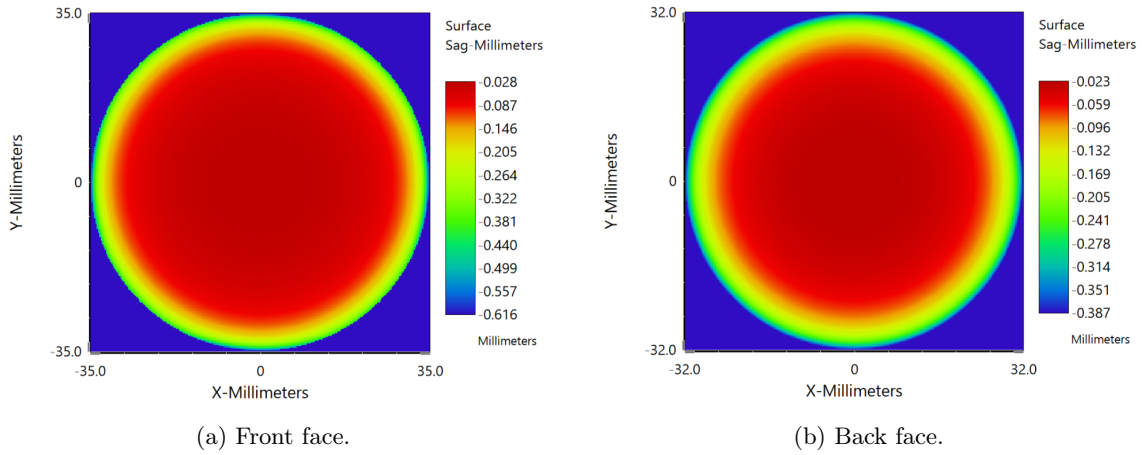 35.0
0
-35.0
Y-Millimeters
-35.0 0 35.0
X-Millimeters
Surface
Sag-Millimeters
-0.028
-0.087
-0.146
-0.205
-0.264
-0.322
-0.381
-0.440
-0.499
-0.557
-0.616
Millimeters
(a) Front face.
32.0
0
-32.0
Y-Millimeters
-32.0 0 32.0
X-Millimeters
Surface
Sag-Millimeters
-0.023
-0.059
-0.096
-0.132
-0.169
-0.205
-0.241
-0.278
-0.314
-0.351
-0.387
Millimeters
(b) Back face.